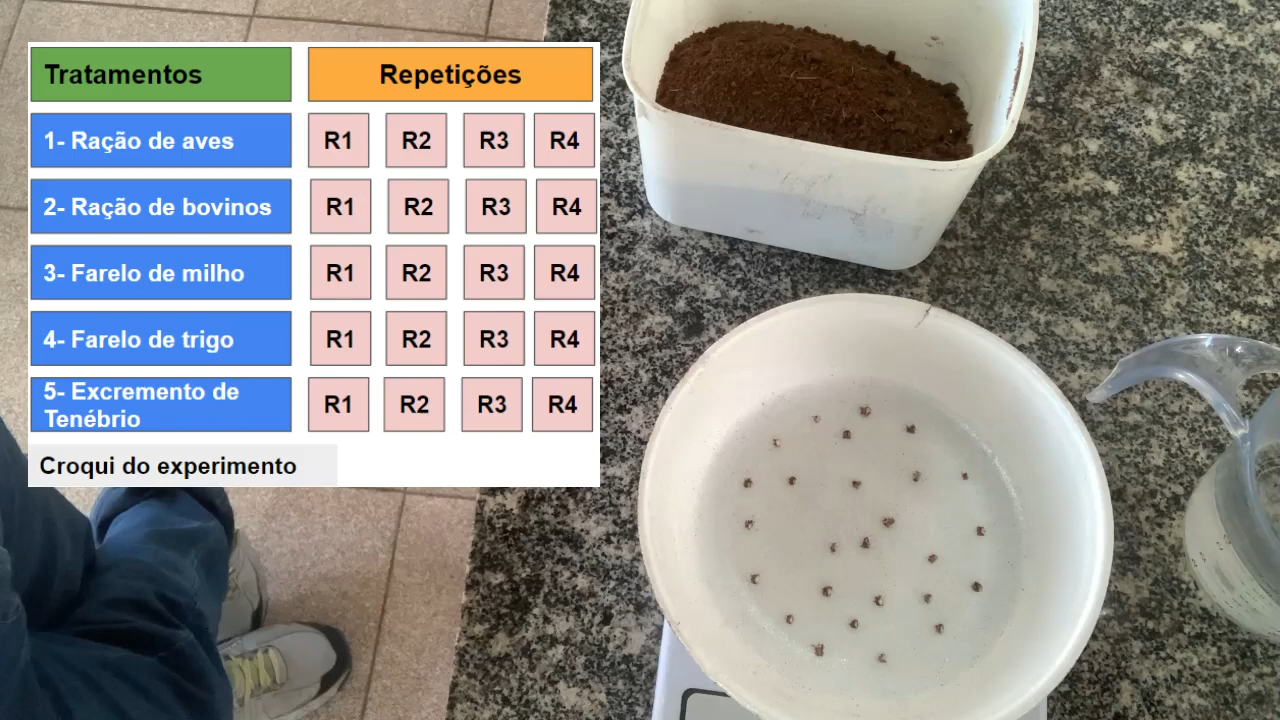 Tratamentos Repetições
1- Ração de aves R1 R2 R3 R4
2- Ração de bovinos R1 R2 R3 R4
3- Farelo de milho R1 R2 R3 R4
4- Farelo de trigo R1 R2 R3 R4
5- Excremento de
Tenébrio R1 R2 R3 R4
Croqui do experimento